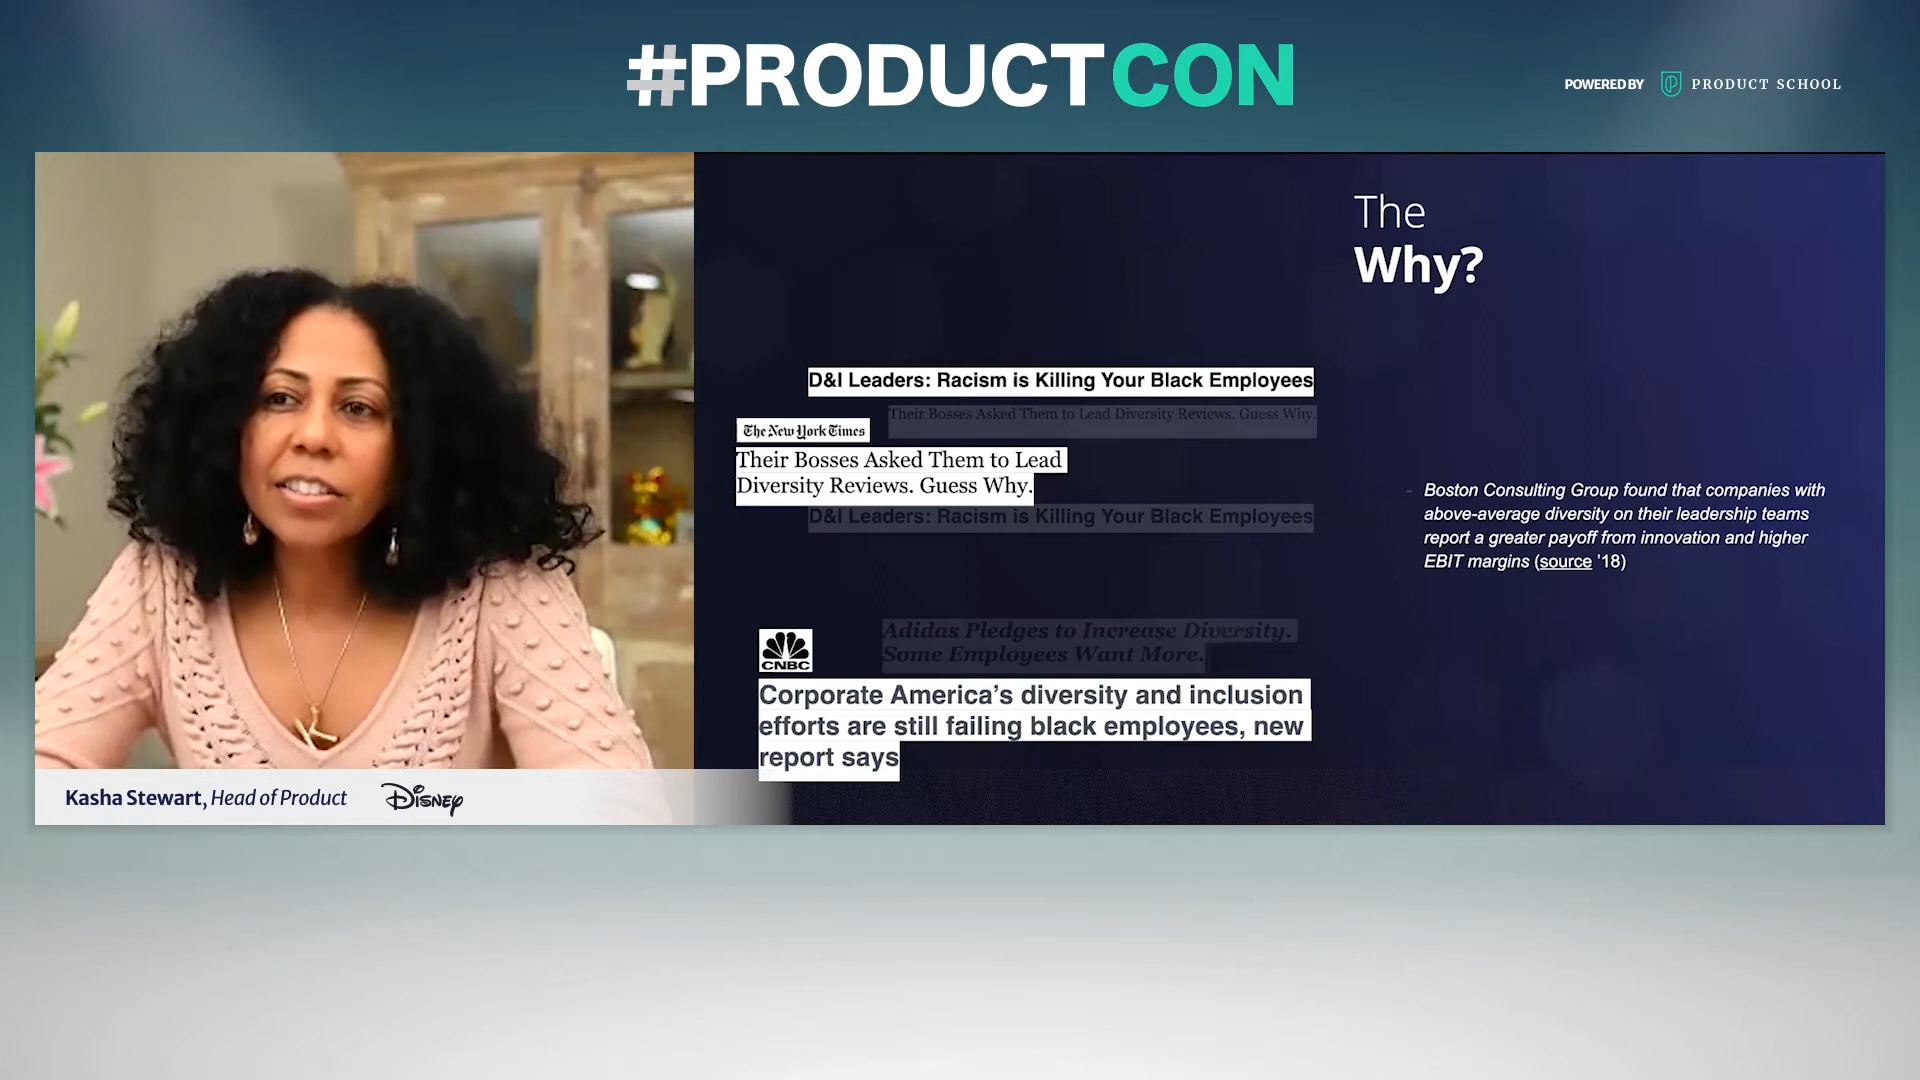 #PRODUCTCON
POWERED BY PRODUCT SCHOOL
The
Why?
D&I Leaders: Racism is Killing Your Black Employees
Their Bosses Asked Them to Lead Diversity Reviews. Guess Why.
The New York Times
Their Bosses Asked Them to Lead
Diversity Reviews. Guess Why.
D&I Leaders: Racism is Killing Your Black Employees
- Boston Consulting Group found that companies with
above-average diversity on their leadership teams
report a greater payoff from innovation and higher
EBIT margins (source '18)
Adidas Pledges to Increase Diversity.
Some Employees Want More.
CNBC
Corporate America's diversity and inclusion
efforts are still failing black employees, new
report says
Kasha Stewart, Head of Product Disney